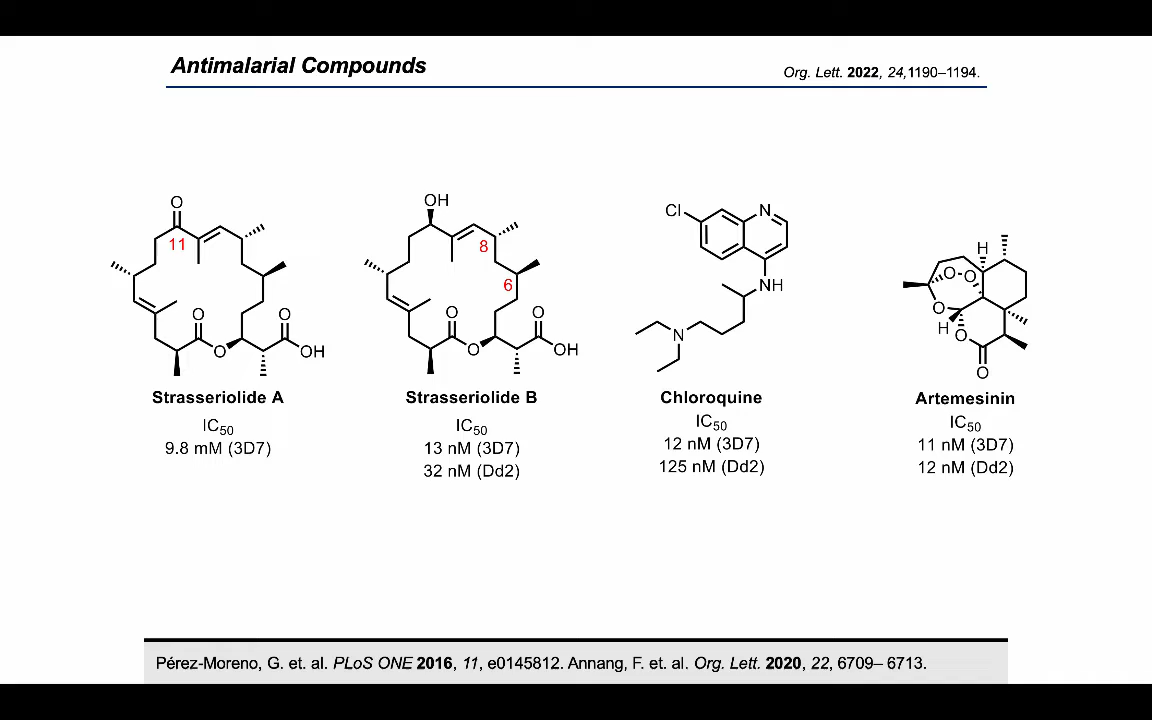 Antimalarial Compounds
Org. Lett. 2022, 24,1190–1194.
O
11
O
O
O
OH
Strasseriolide A
IC50
9.8 mM (3D7)
OH
8
6
O
O
O
OH
Strasseriolide B
IC50
13 nM (3D7)
32 nM (Dd2)
Cl
N
NH
N
Chloroquine
IC50
12 nM (3D7)
125 nM (Dd2)
H
O
O
O
H
O
O
Artemesinin
IC50
11 nM (3D7)
12 nM (Dd2)
Pérez-Moreno, G. et. al. PLoS ONE 2016, 11, e0145812. Annang, F. et. al. Org. Lett. 2020, 22, 6709– 6713.